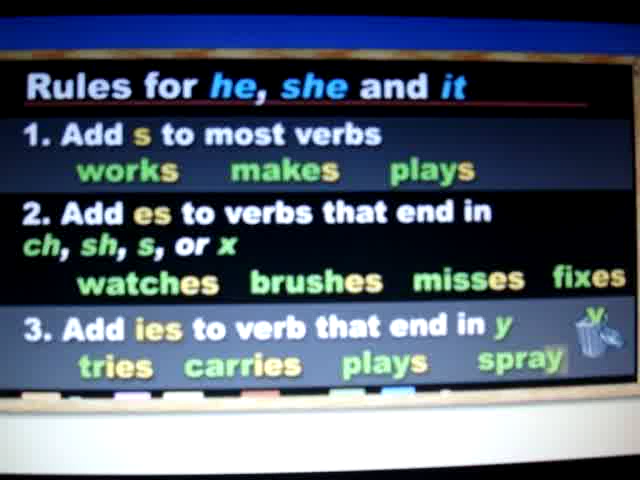 Rules for he, she and it
1. Add s to most verbs
works makes plays
2. Add es to verbs that end in
ch, sh, s, or x
watches brushes misses fixes
3. Add ies to verb that end in y
y
tries carries plays spray